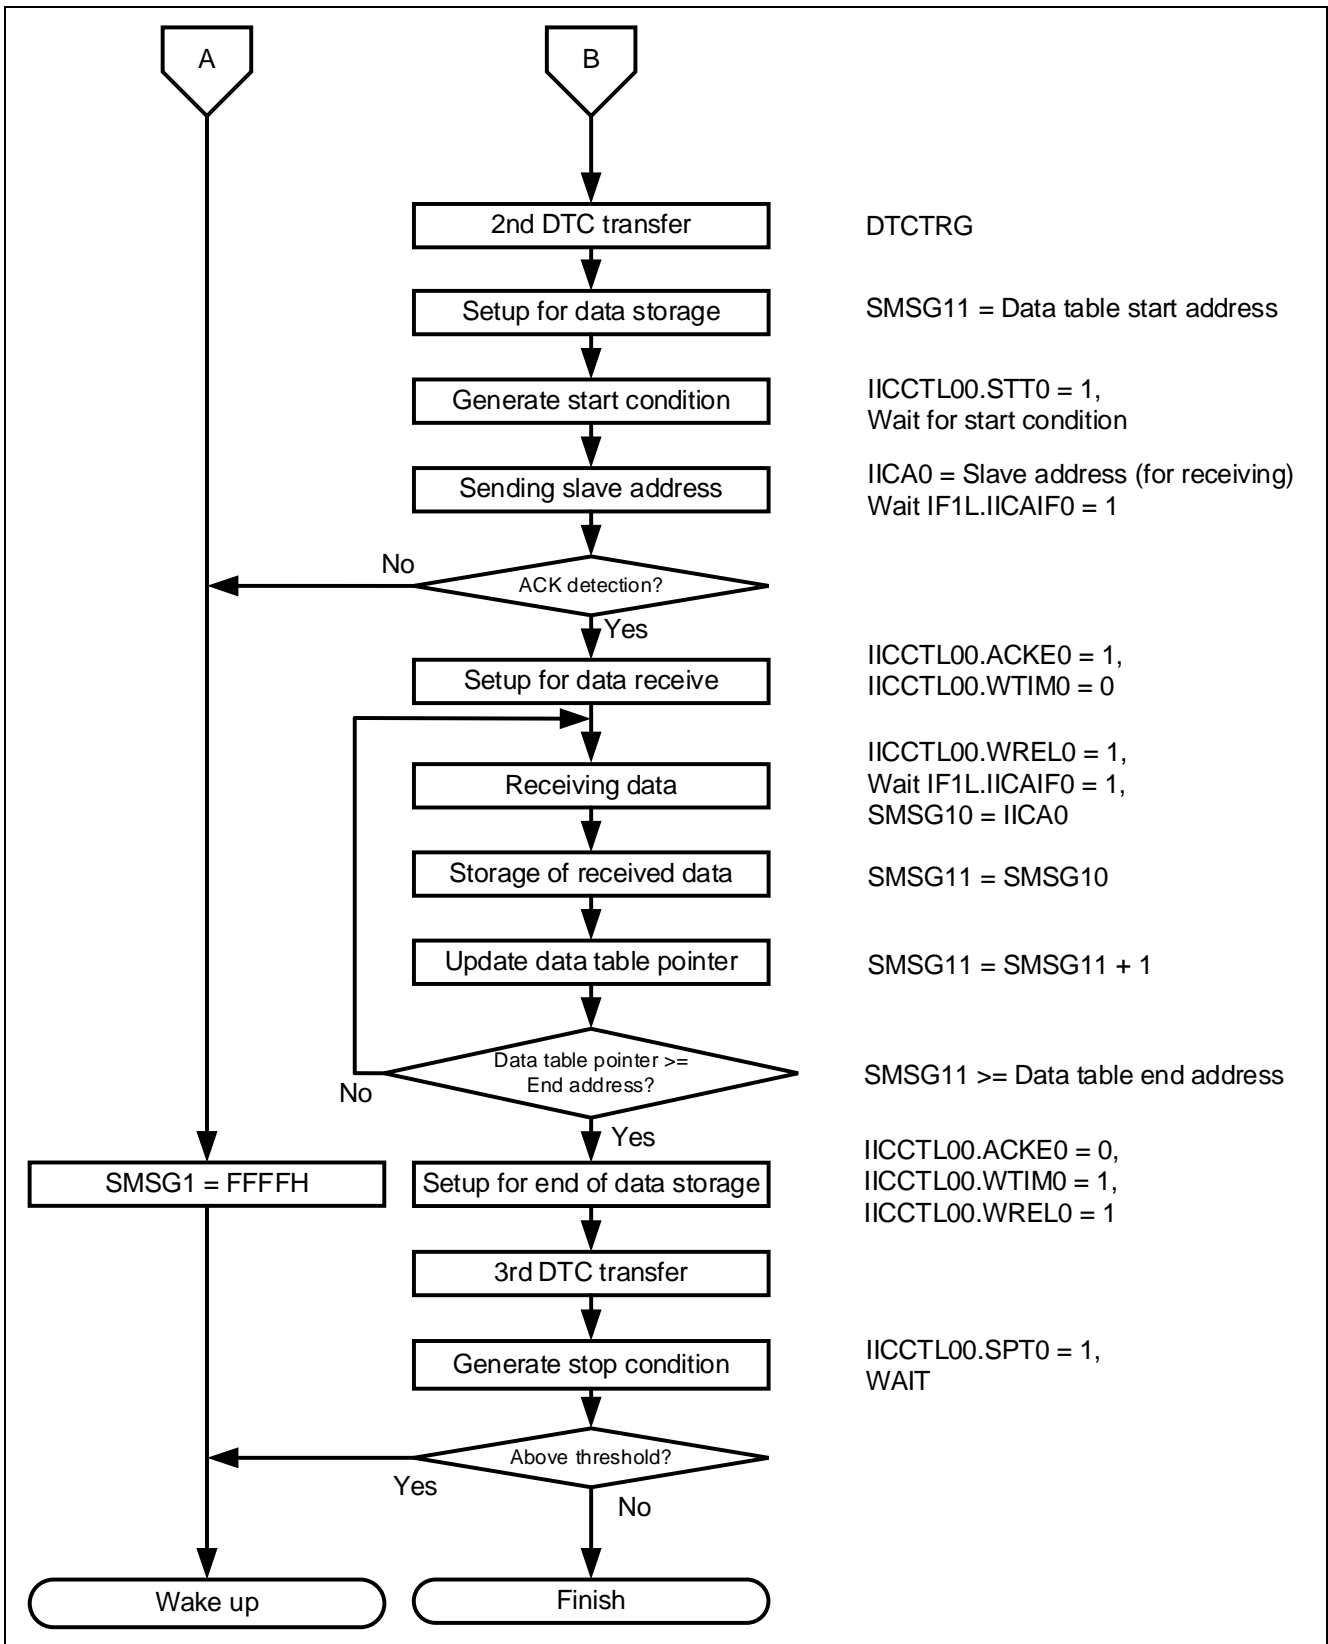 A
B
2nd DTC transfer
DTCTRG
Setup for data storage
SMSG11 = Data table start address
Generate start condition
IICCTL00.STT0 = 1,
Wait for start condition
Sending slave address
IICA0 = Slave address (for receiving)
Wait IF1L.IICAIF0 = 1
No
ACK detection?
Yes
Setup for data receive
IICCTL00.ACKE0 = 1,
IICCTL00.WTIM0 = 0
Receiving data
IICCTL00.WREL0 = 1,
Wait IF1L.IICAIF0 = 1,
SMSG10 = IICA0
Storage of received data
SMSG11 = SMSG10
Update data table pointer
SMSG11 = SMSG11 + 1
Data table pointer >=
End address?
No
SMSG11 >= Data table end address
Yes
SMSG1 = FFFFH
Setup for end of data storage
IICCTL00.ACKE0 = 0,
IICCTL00.WTIM0 = 1,
IICCTL00.WREL0 = 1
3rd DTC transfer
Generate stop condition
IICCTL00.SPT0 = 1,
WAIT
Above threshold?
Yes
No
Wake up
Finish